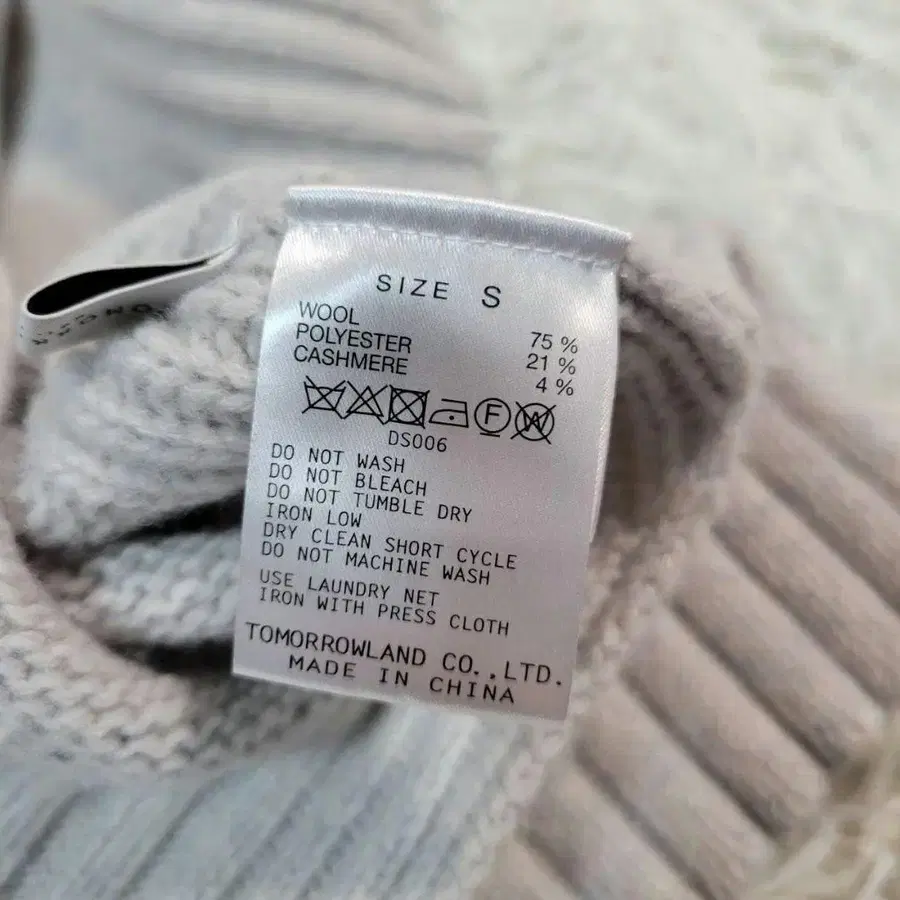 SIZE S
WOOL 75 %
POLYESTER 21 %
CASHMERE 4 %
F W
DS006
DO NOT WASH
DO NOT BLEACH
DO NOT TUMBLE DRY
IRON LOW
DRY CLEAN SHORT CYCLE
DO NOT MACHINE WASH
USE LAUNDRY NET
IRON WITH PRESS CLOTH
TOMORROWLAND CO.,LTD.
MADE IN CHINA